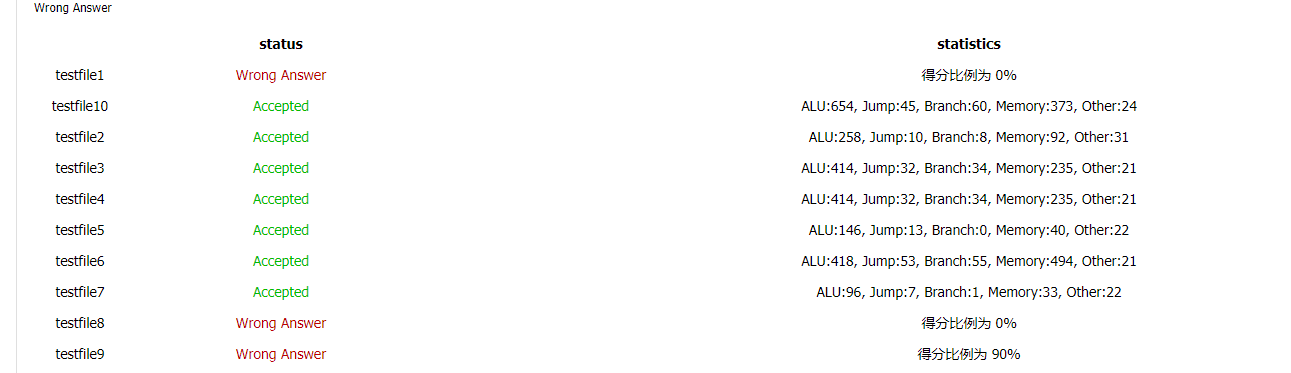 Wrong Answer
status statistics
testfile1 Wrong Answer 得分比例为 0%
testfile10 Accepted ALU:654, Jump:45, Branch:60, Memory:373, Other:24
testfile2 Accepted ALU:258, Jump:10, Branch:8, Memory:92, Other:31
testfile3 Accepted ALU:414, Jump:32, Branch:34, Memory:235, Other:21
testfile4 Accepted ALU:414, Jump:32, Branch:34, Memory:235, Other:21
testfile5 Accepted ALU:146, Jump:13, Branch:0, Memory:40, Other:22
testfile6 Accepted ALU:418, Jump:53, Branch:55, Memory:494, Other:21
testfile7 Accepted ALU:96, Jump:7, Branch:1, Memory:33, Other:22
testfile8 Wrong Answer 得分比例为 0%
testfile9 Wrong Answer 得分比例为 90%